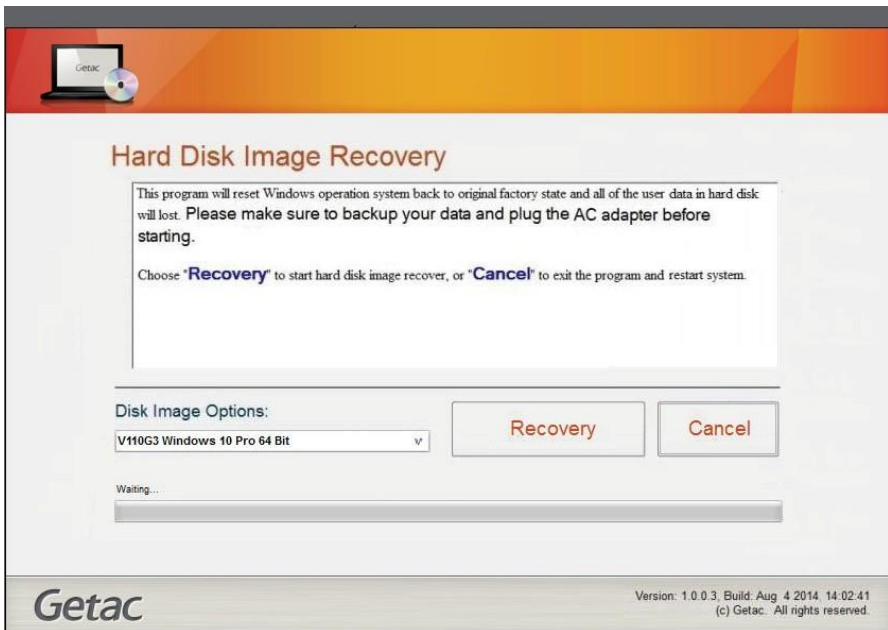 Getac
Hard Disk Image Recovery
This program will reset Windows operation system back to original factory state and all of the user data in hard disk
will lost. Please make sure to backup your data and plug the AC adapter before
starting.
Choose "Recovery" to start hard disk image recover, or "Cancel" to exit the program and restart system.
Disk Image Options:
V110G3 Windows 10 Pro 64 Bit
Recovery
Cancel
Waiting...
Getac
Version: 1.0.0.3, Build: Aug 4 2014, 14:02:41
(c) Getac. All rights reserved.